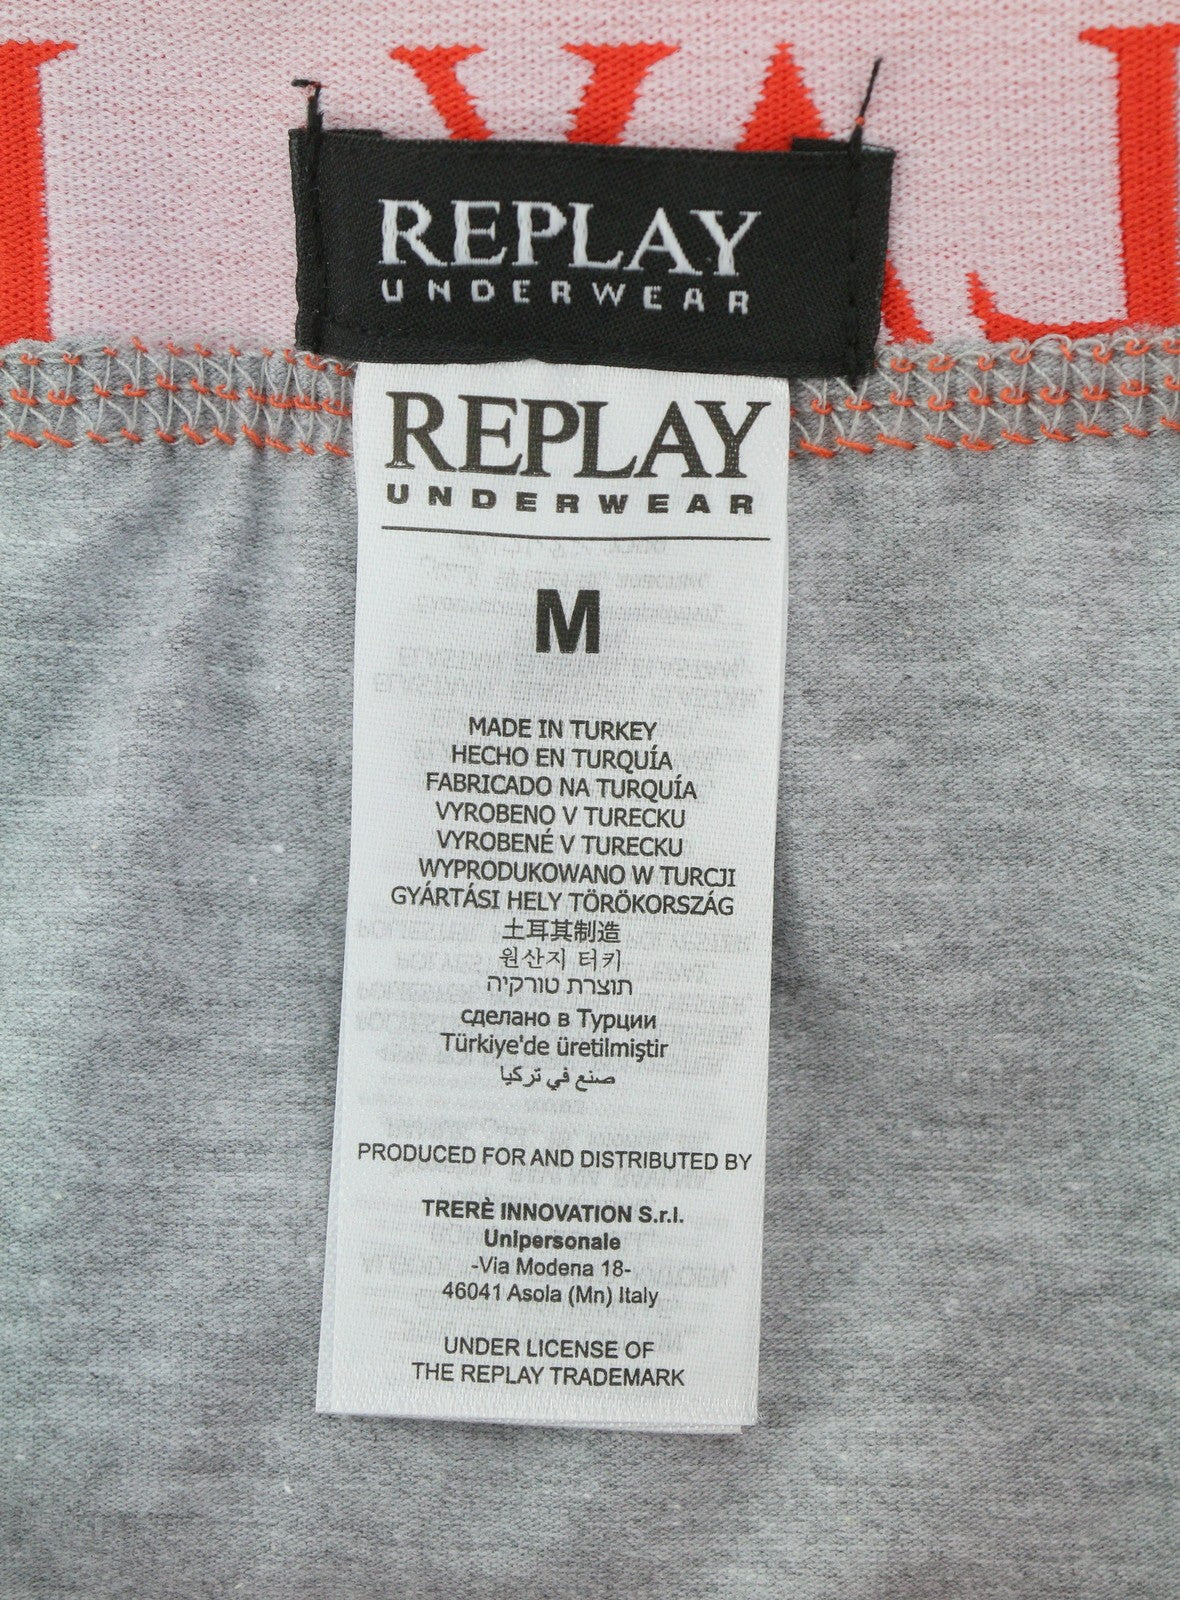 REPLAY
UNDERWEAR
REPLAY
UNDERWEAR
M
MADE IN TURKEY
HECHO EN TURQUÍA
FABRICADO NA TURQUÍA
VYROBENO V TURECKU
VYROBENÉ V TURECKU
WYPRODUKOWANO W TURCJI
GYÁRTÁSI HELY TÖRÖKORSZÁG
土耳其制造
원산지 터키
תוצרת טורקיה
сделано в Турции
Türkiye'de üretilmiştir
صنع في تركيا
PRODUCED FOR AND DISTRIBUTED BY
TRERÈ INNOVATION S.r.l.
Unipersonale
-Via Modena 18-
46041 Asola (Mn) Italy
UNDER LICENSE OF
THE REPLAY TRADEMARK